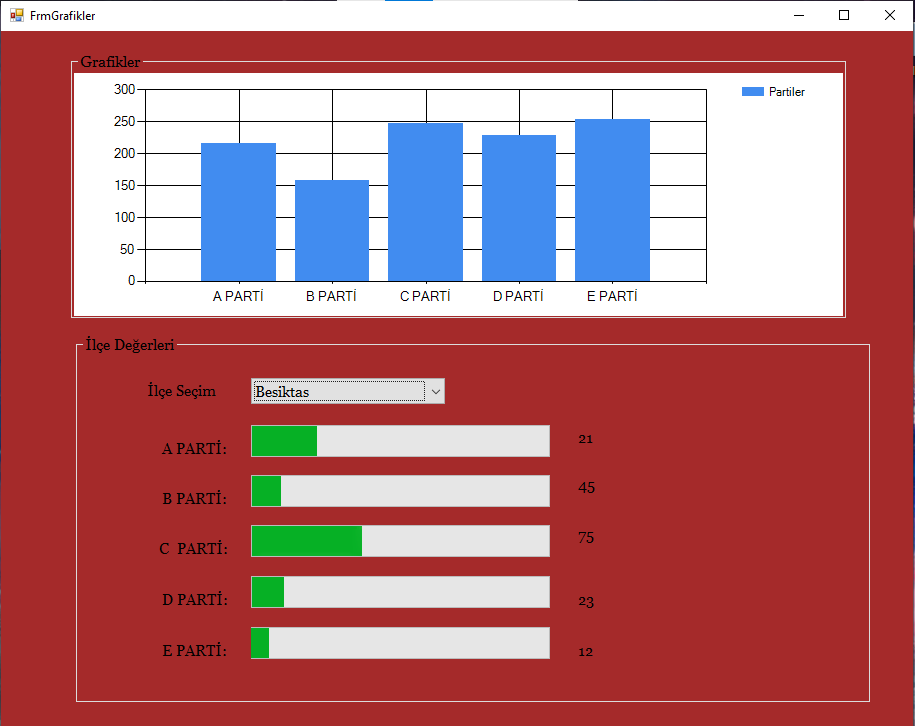 FrmGrafikler
Grafikler
300
250
200
150
100
50
0
A PARTİ B PARTİ C PARTİ D PARTİ E PARTİ
Partiler
İlçe Değerleri
İlçe Seçim Besiktas
A PARTİ: 21
B PARTİ: 45
C PARTİ: 75
D PARTİ: 23
E PARTİ: 12